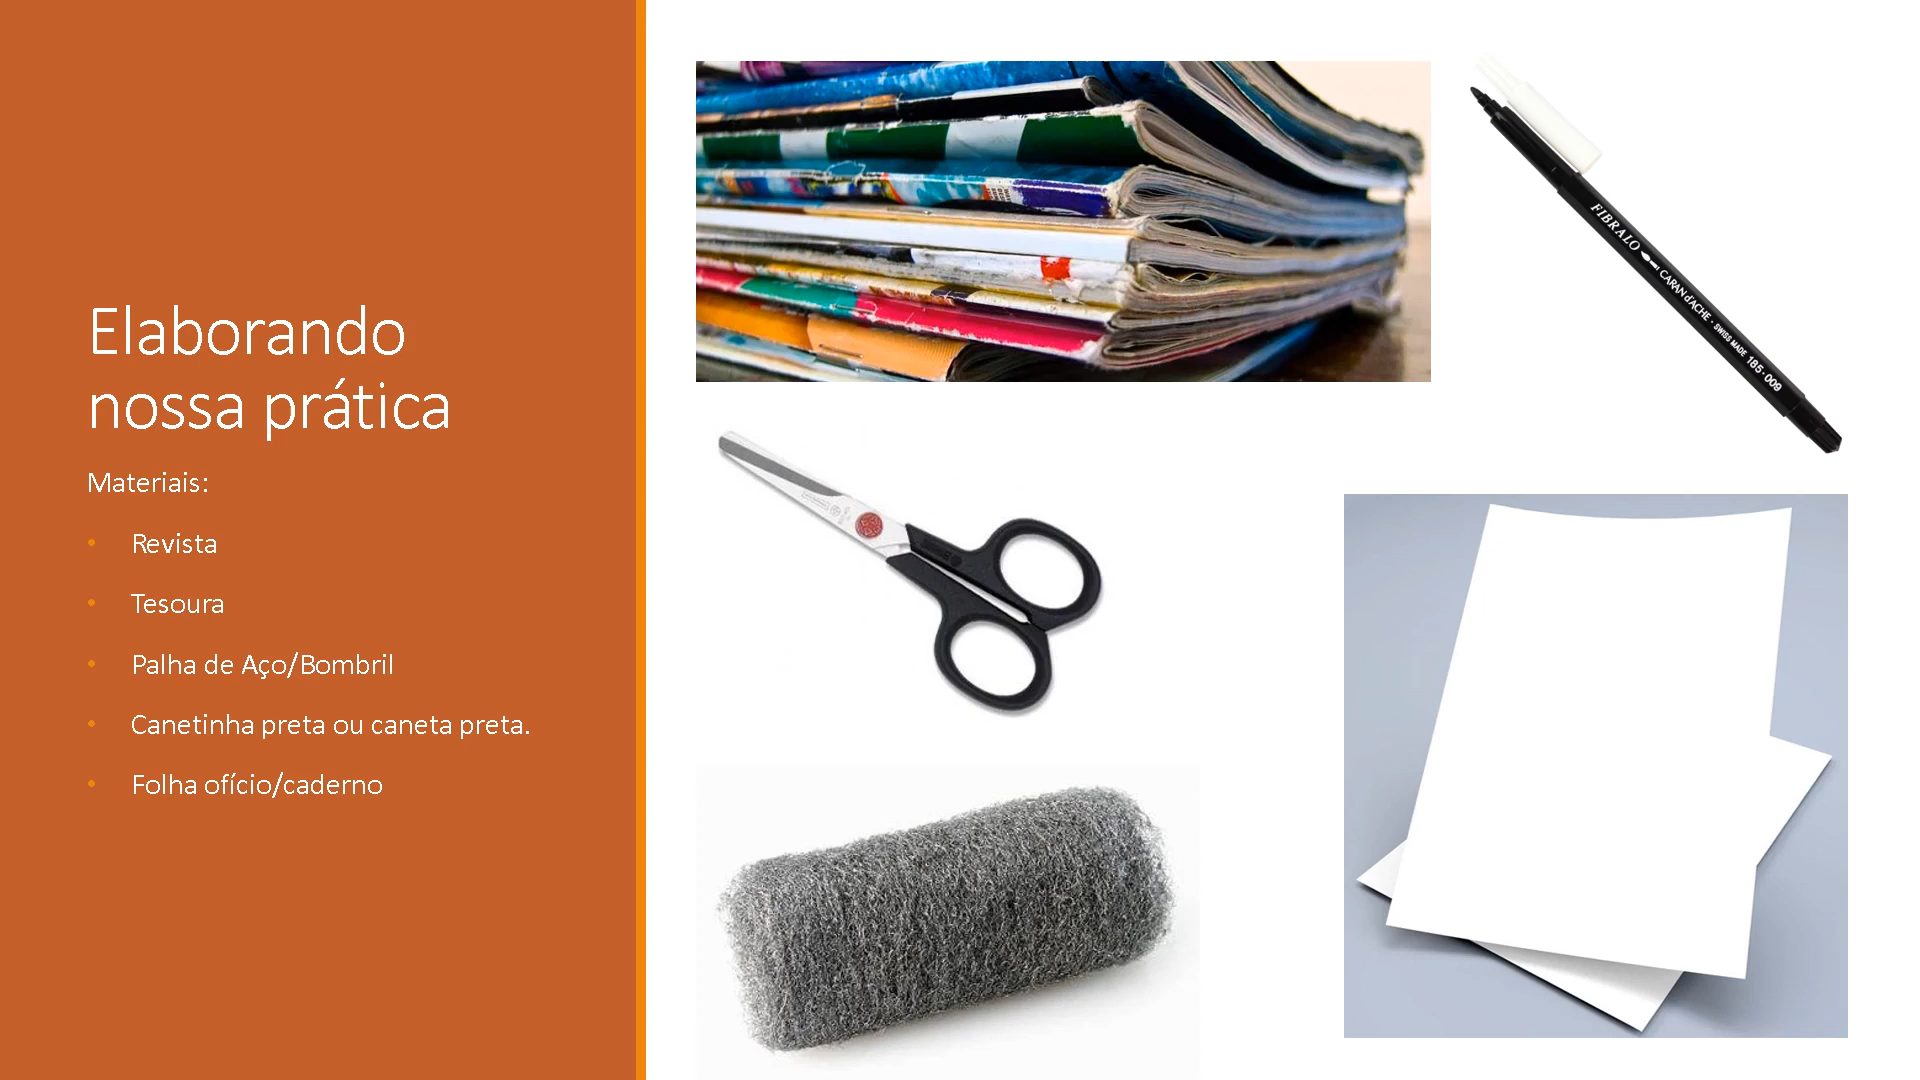 Elaborando
nossa prática
Materiais:
• Revista
• Tesoura
• Palha de Aço/Bombril
• Canetinha preta ou caneta preta.
• Folha ofício/caderno
FIBRALO CARAN d'ACHE · SWISS MADE 185-009